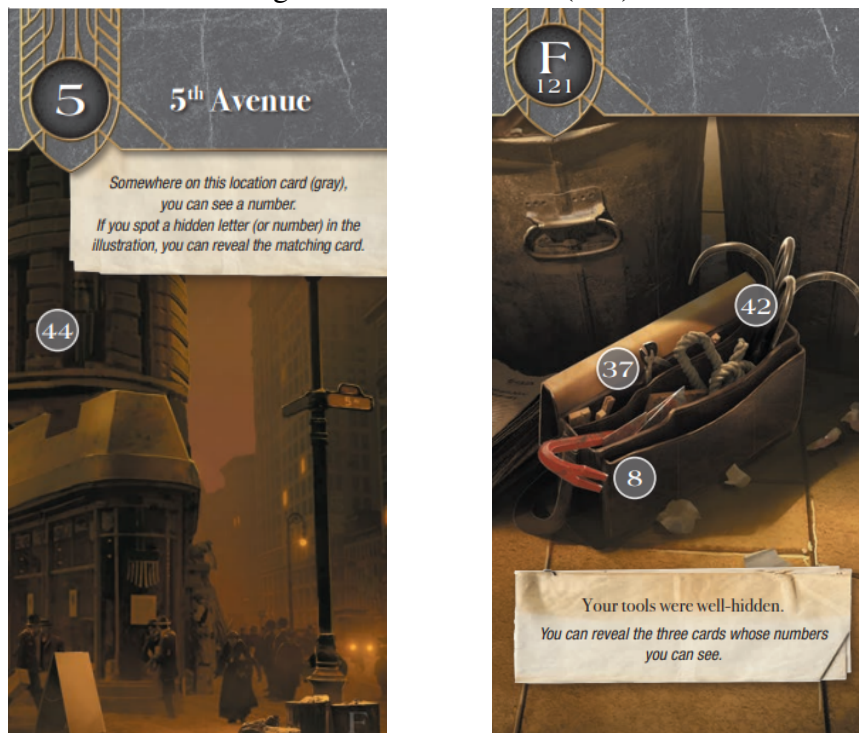 5
5th Avenue
Somewhere on this location card (gray),
you can see a number.
If you spot a hidden letter (or number) in the
illustration, you can reveal the matching card.
44
5th
F
F
121
42
37
8
Your tools were well-hidden.
You can reveal the three cards whose numbers
you can see.